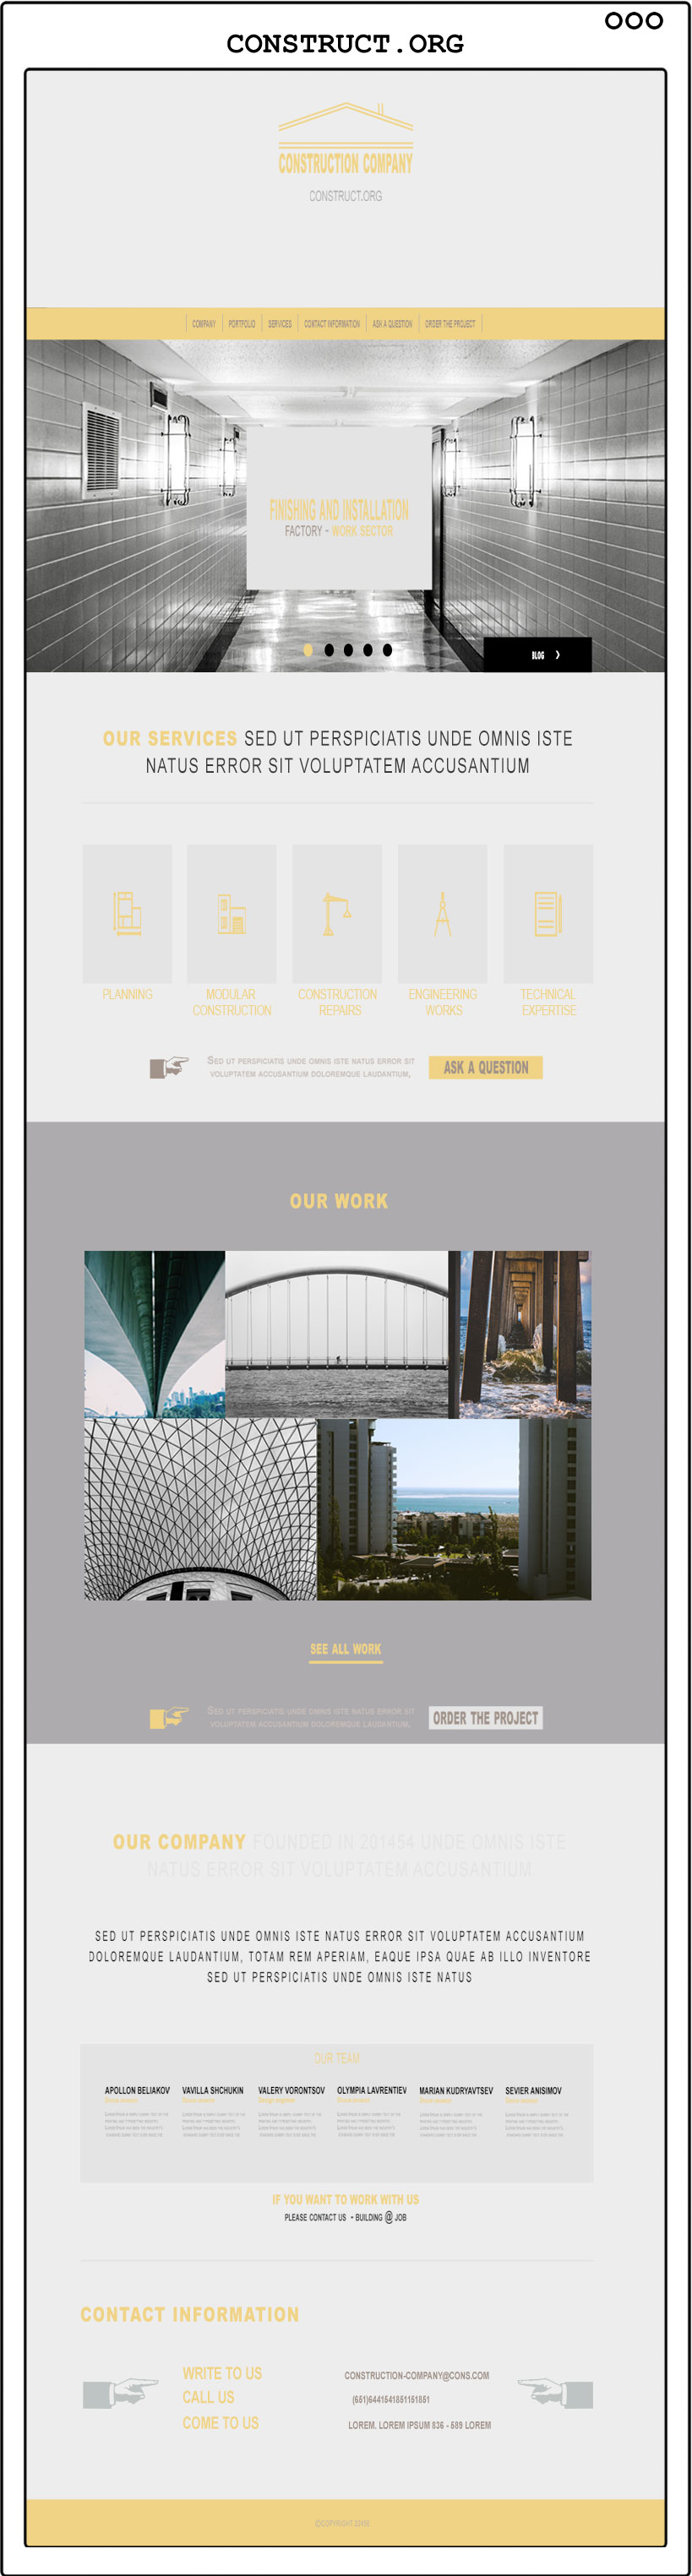 CONSTRUCT.ORG
CONSTRUCTION COMPANY
CONSTRUCT.ORG
COMPANY
PORTFOLIO
SERVICES
CONTACT INFORMATION
ASK A QUESTION
ORDER THE PROJECT
FINISHING AND INSTALLATION
FACTORY - WORK SECTOR
BLOG
OUR SERVICES SED UT PERSPICIATIS UNDE OMNIS ISTE
NATUS ERROR SIT VOLUPTATEM ACCUSANTIUM
PLANNING
MODULAR
CONSTRUCTION
CONSTRUCTION
REPAIRS
ENGINEERING
WORKS
TECHNICAL
EXPERTISE
SED UT PERSPICIATIS UNDE OMNIS ISTE NATUS ERROR SIT
VOLUPTATEM ACCUSANTIUM DOLOREMQUE LAUDANTIUM,
ASK A QUESTION
OUR WORK
SEE ALL WORK
SED UT PERSPICIATIS UNDE OMNIS ISTE NATUS ERROR SIT
VOLUPTATEM ACCUSANTIUM DOLOREMQUE LAUDANTIUM,
ORDER THE PROJECT
OUR COMPANY FOUNDED IN 201454 UNDE OMNIS ISTE
NATUS ERROR SIT VOLUPTATEM ACCUSANTIUM
SED UT PERSPICIATIS UNDE OMNIS ISTE NATUS ERROR SIT VOLUPTATEM ACCUSANTIUM
DOLOREMQUE LAUDANTIUM, TOTAM REM APERIAM, EAQUE IPSA QUAE AB ILLO INVENTORE
SED UT PERSPICIATIS UNDE OMNIS ISTE NATUS
OUR TEAM
APOLLON BELIAKOV
VAVILLA SHCHUKIN
VALERY VORONTSOV
OLYMPIA LAVRENTIEV
MARIAN KUDRYAVTSEV
SEVIER ANISIMOV
IF YOU WANT TO WORK WITH US
PLEASE CONTACT US - BUILDING @ JOB
CONTACT INFORMATION
WRITE TO US
CONSTRUCTION-COMPANY@CONS.COM
CALL US
(651)6441541851151851
COME TO US
LOREM. LOREM IPSUM 836 - 589 LOREM
©COPYRIGHT